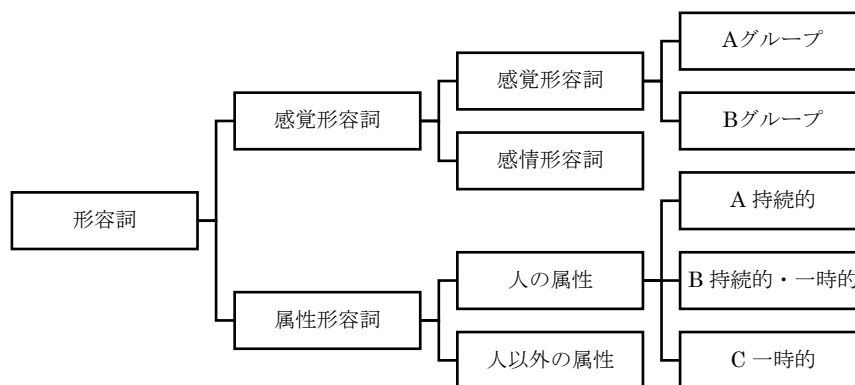 形容詞
感覚形容詞
感覚形容詞
Aグループ
Bグループ
感情形容詞
属性形容詞
人の属性
A 持続的
B 持続的・一時的
C 一時的
人以外の属性